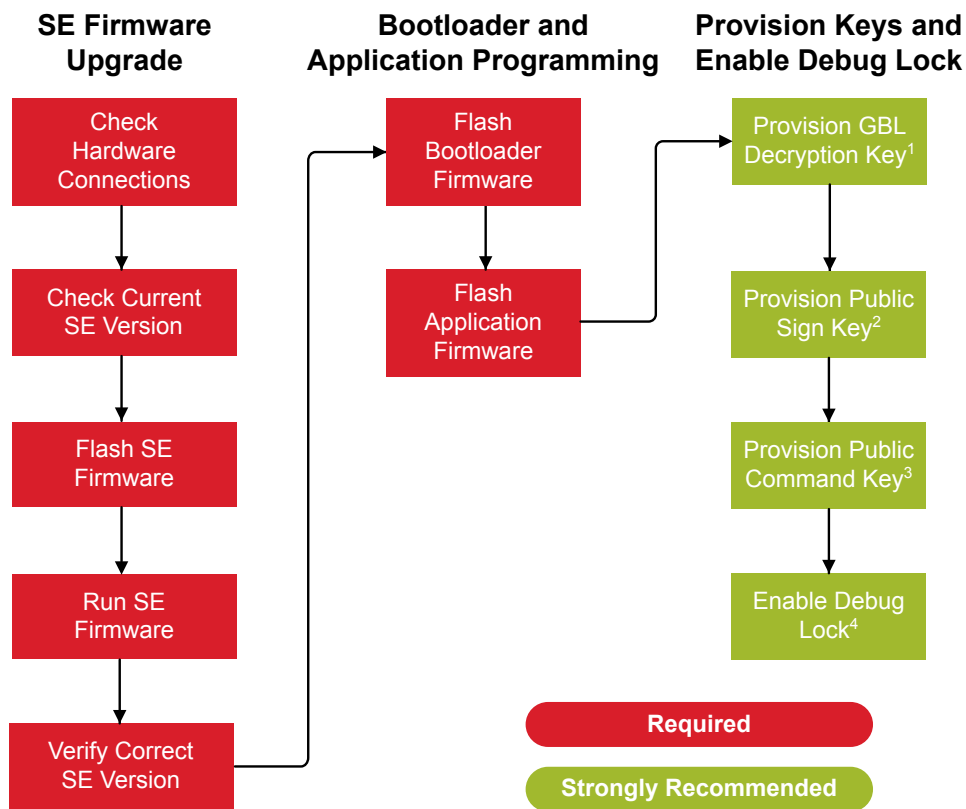 SE Firmware
Upgrade
Check
Hardware
Connections
Check Current
SE Version
Flash SE
Firmware
Run SE
Firmware
Verify Correct
SE Version
Bootloader and
Application Programming
Flash
Bootloader
Firmware
Flash
Application
Firmware
Provision Keys and
Enable Debug Lock
Provision GBL
Decryption Key¹
Provision Public
Sign Key²
Provision Public
Command Key³
Enable Debug
Lock⁴
Required
Strongly Recommended